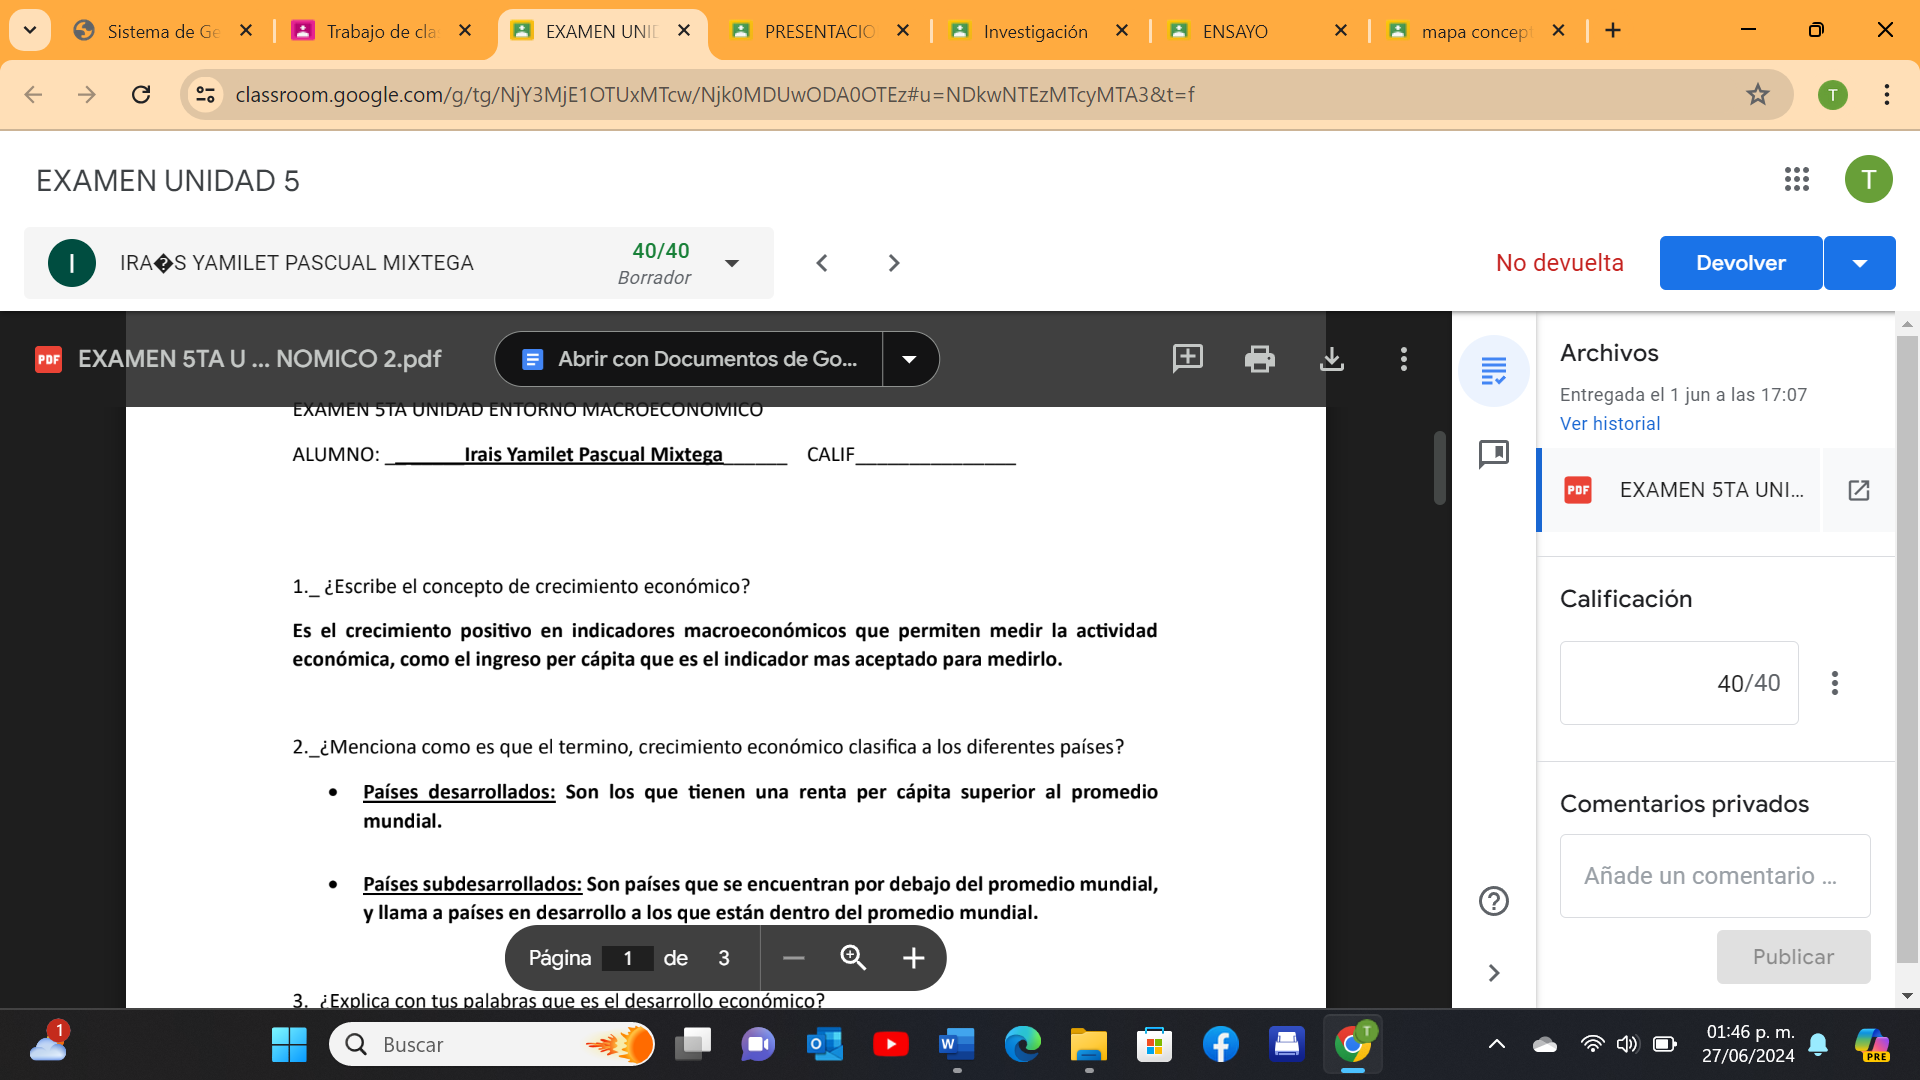 Sistema de Ge
Trabajo de clas
EXAMEN UNID
PRESENTACIO
Investigación
ENSAYO
mapa concept
classroom.google.com/g/tg/NjY3MjE1OTUxMTcw/Njk0MDUwODA0OTEz#u=NDkwNTEzMTcyMTA3&t=f
T
EXAMEN UNIDAD 5
T
I
IRA�S YAMILET PASCUAL MIXTEGA
40/40
Borrador
No devuelta
Devolver
PDF
EXAMEN 5TA U ... NOMICO 2.pdf
Abrir con Documentos de Go...
EXAMEN 5TA UNIDAD ENTORNO MACROECONOMICO
ALUMNO: _______Irais Yamilet Pascual Mixtega______ CALIF_______________
1._ ¿Escribe el concepto de crecimiento económico?
Es el crecimiento positivo en indicadores macroeconómicos que permiten medir la actividad
económica, como el ingreso per cápita que es el indicador mas aceptado para medirlo.
2._¿Menciona como es que el termino, crecimiento económico clasifica a los diferentes países?
• Países desarrollados: Son los que tienen una renta per cápita superior al promedio
mundial.
• Países subdesarrollados: Son países que se encuentran por debajo del promedio mundial,
y llama a países en desarrollo a los que están dentro del promedio mundial.
Página 1 de 3
3._¿Explica con tus palabras que es el desarrollo económico?
Archivos
Entregada el 1 jun a las 17:07
Ver historial
PDF
EXAMEN 5TA UNI...
Calificación
40/40
Comentarios privados
Añade un comentario ...
Publicar
1
Buscar
T
01:46 p. m.
27/06/2024
PRE